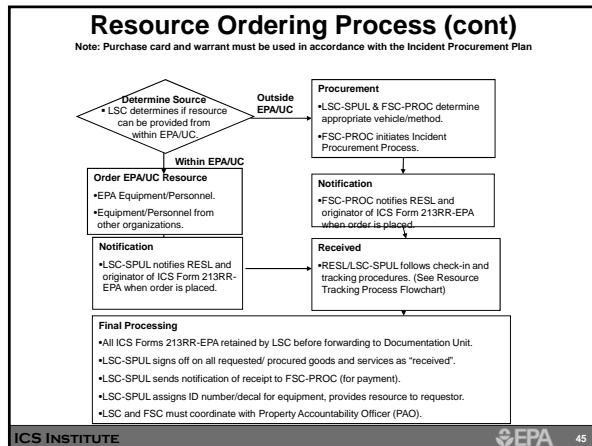 Resource Ordering Process (cont)
Note: Purchase card and warrant must be used in accordance with the Incident Procurement Plan
Determine Source
▪ LSC determines if resource
can be provided from
within EPA/UC.
Outside
EPA/UC
Procurement
•LSC-SPUL & FSC-PROC determine
appropriate vehicle/method.
•FSC-PROC initiates Incident
Procurement Process.
Within EPA/UC
Order EPA/UC Resource
•EPA Equipment/Personnel.
•Equipment/Personnel from
other organizations.
Notification
•FSC-PROC notifies RESL and
originator of ICS Form 213RR-EPA
when order is placed.
Notification
•LSC-SPUL notifies RESL and
originator of ICS Form 213RR-
EPA when order is placed.
Received
•RESL/LSC-SPUL follows check-in and
tracking procedures. (See Resource
Tracking Process Flowchart)
Final Processing
•All ICS Forms 213RR-EPA retained by LSC before forwarding to Documentation Unit.
•LSC-SPUL signs off on all requested/ procured goods and services as “received”.
•LSC-SPUL sends notification of receipt to FSC-PROC (for payment).
•LSC-SPUL assigns ID number/decal for equipment, provides resource to requestor.
•LSC and FSC must coordinate with Property Accountability Officer (PAO).
ICS INSTITUTE
EPA
45